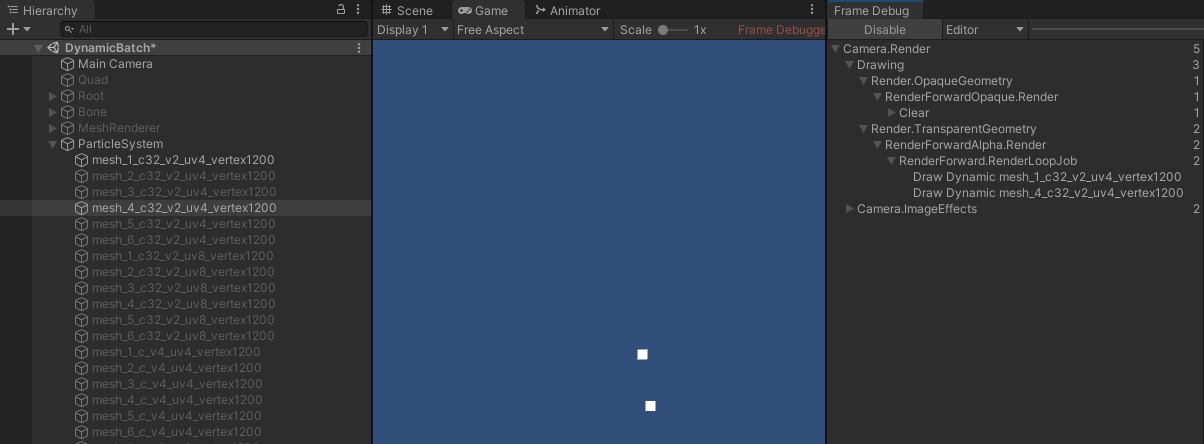 Hierarchy
All
DynamicBatch*
Main Camera
Quad
Root
Bone
MeshRenderer
ParticleSystem
mesh_1_c32_v2_uv4_vertex1200
mesh_2_c32_v2_uv4_vertex1200
mesh_3_c32_v2_uv4_vertex1200
mesh_4_c32_v2_uv4_vertex1200
mesh_5_c32_v2_uv4_vertex1200
mesh_6_c32_v2_uv4_vertex1200
mesh_1_c32_v2_uv8_vertex1200
mesh_2_c32_v2_uv8_vertex1200
mesh_3_c32_v2_uv8_vertex1200
mesh_4_c32_v2_uv8_vertex1200
mesh_5_c32_v2_uv8_vertex1200
mesh_6_c32_v2_uv8_vertex1200
mesh_1_c_v4_uv4_vertex1200
mesh_2_c_v4_uv4_vertex1200
mesh_3_c_v4_uv4_vertex1200
mesh_4_c_v4_uv4_vertex1200
mesh_5_c_v4_uv4_vertex1200
mesh_6_c_v4_uv4_vertex1200
Scene Game Animator
Display 1 Free Aspect Scale 1x Frame Debugge
Frame Debug
Disable Editor
Camera.Render 5
Drawing 3
Render.OpaqueGeometry 1
RenderForwardOpaque.Render 1
Clear 1
Render.TransparentGeometry 2
RenderForwardAlpha.Render 2
RenderForward.RenderLoopJob 2
Draw Dynamic mesh_1_c32_v2_uv4_vertex1200
Draw Dynamic mesh_4_c32_v2_uv4_vertex1200
Camera.ImageEffects 2